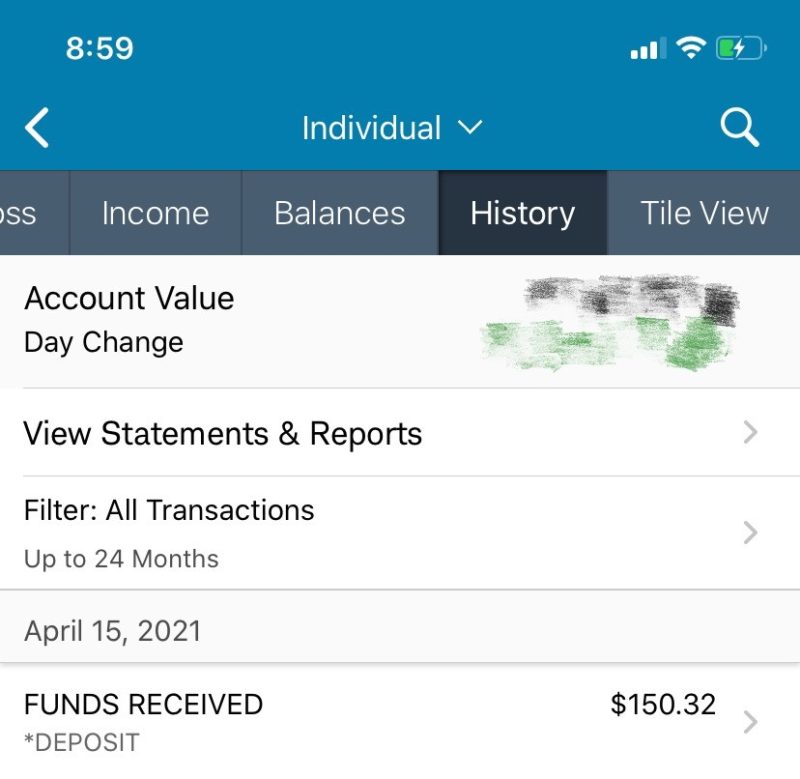 8:59
Individual
oss Income Balances History Tile View
Account Value
Day Change
View Statements & Reports
Filter: All Transactions
Up to 24 Months
April 15, 2021
FUNDS RECEIVED $150.32
*DEPOSIT